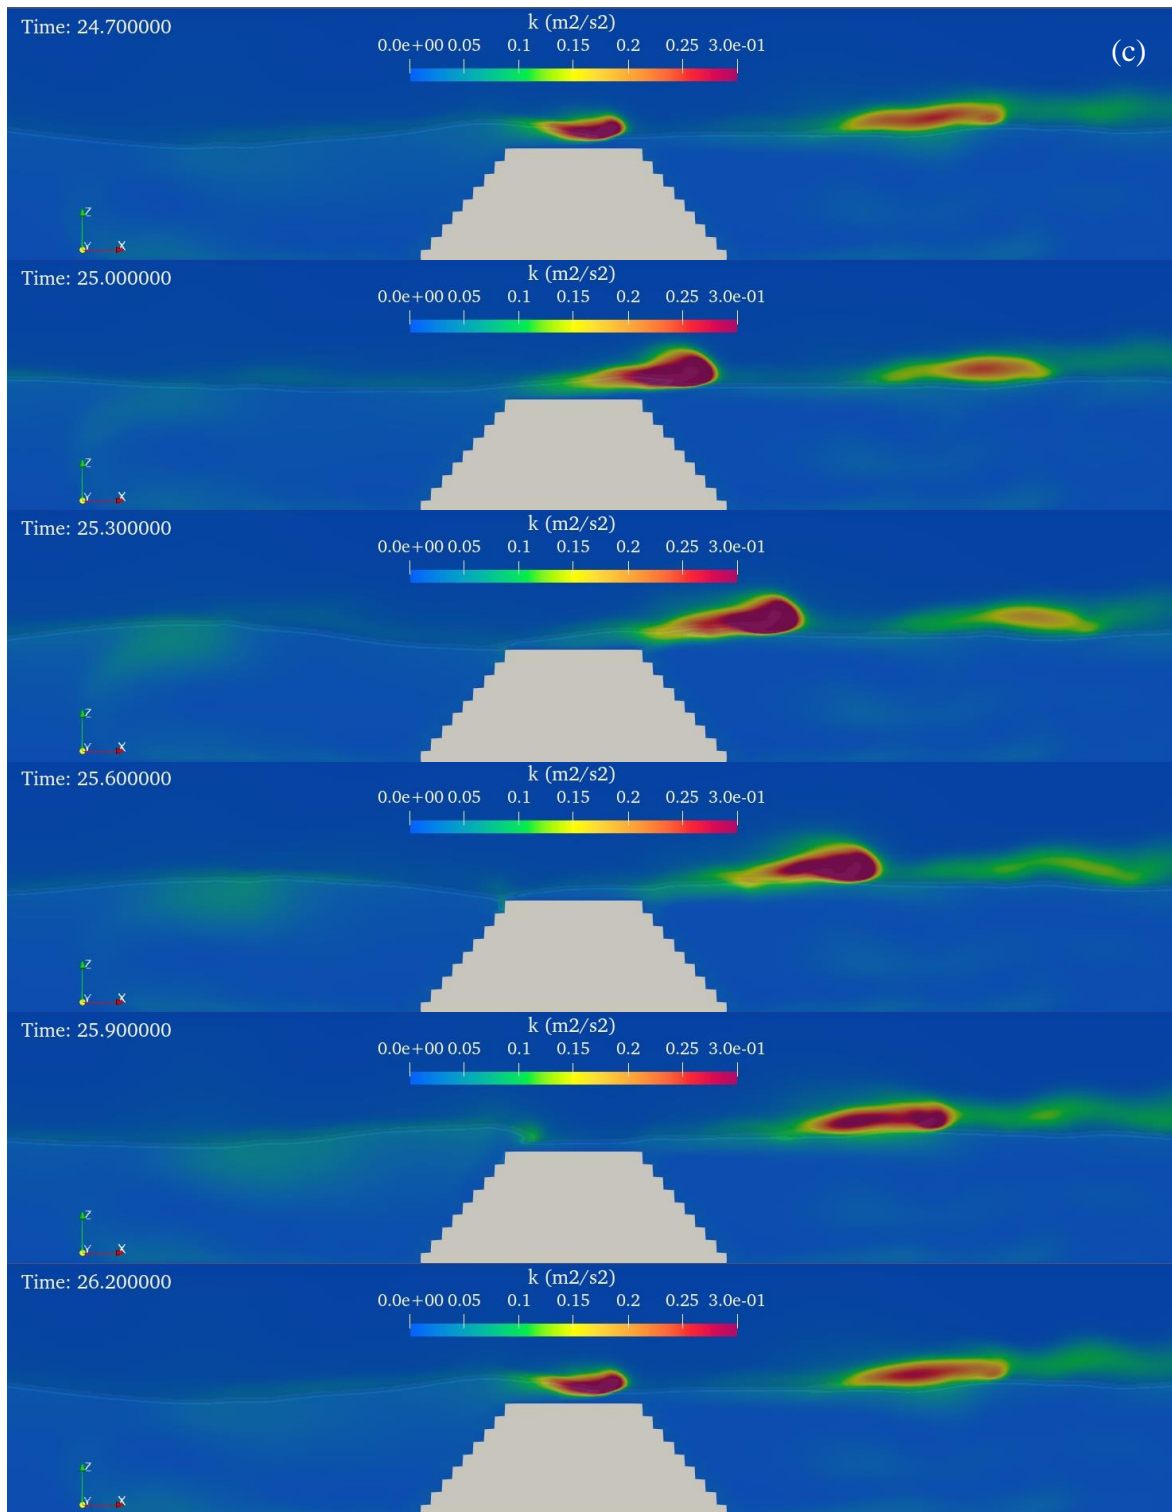 Time: 24.700000
k (m2/s2)
0.0e+00 0.05 0.1 0.15 0.2 0.25 3.0e-01
(c)
Z
Y X
Time: 25.000000
k (m2/s2)
0.0e+00 0.05 0.1 0.15 0.2 0.25 3.0e-01
Z
Y X
Time: 25.300000
k (m2/s2)
0.0e+00 0.05 0.1 0.15 0.2 0.25 3.0e-01
Z
Y X
Time: 25.600000
k (m2/s2)
0.0e+00 0.05 0.1 0.15 0.2 0.25 3.0e-01
Z
Y X
Time: 25.900000
k (m2/s2)
0.0e+00 0.05 0.1 0.15 0.2 0.25 3.0e-01
Z
Y X
Time: 26.200000
k (m2/s2)
0.0e+00 0.05 0.1 0.15 0.2 0.25 3.0e-01
Z
Y X